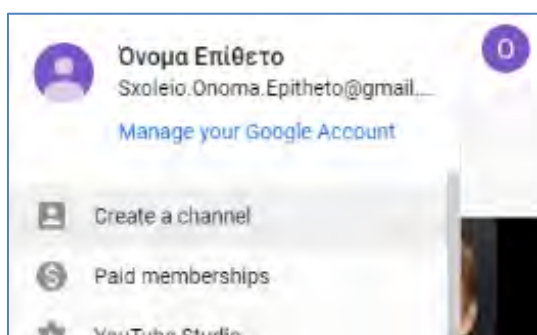 Όνομα Επίθετο
O
Sxoleio.Onoma.Epitheto@gmail....
Manage your Google Account
Create a channel
Paid memberships
YouTube Studio